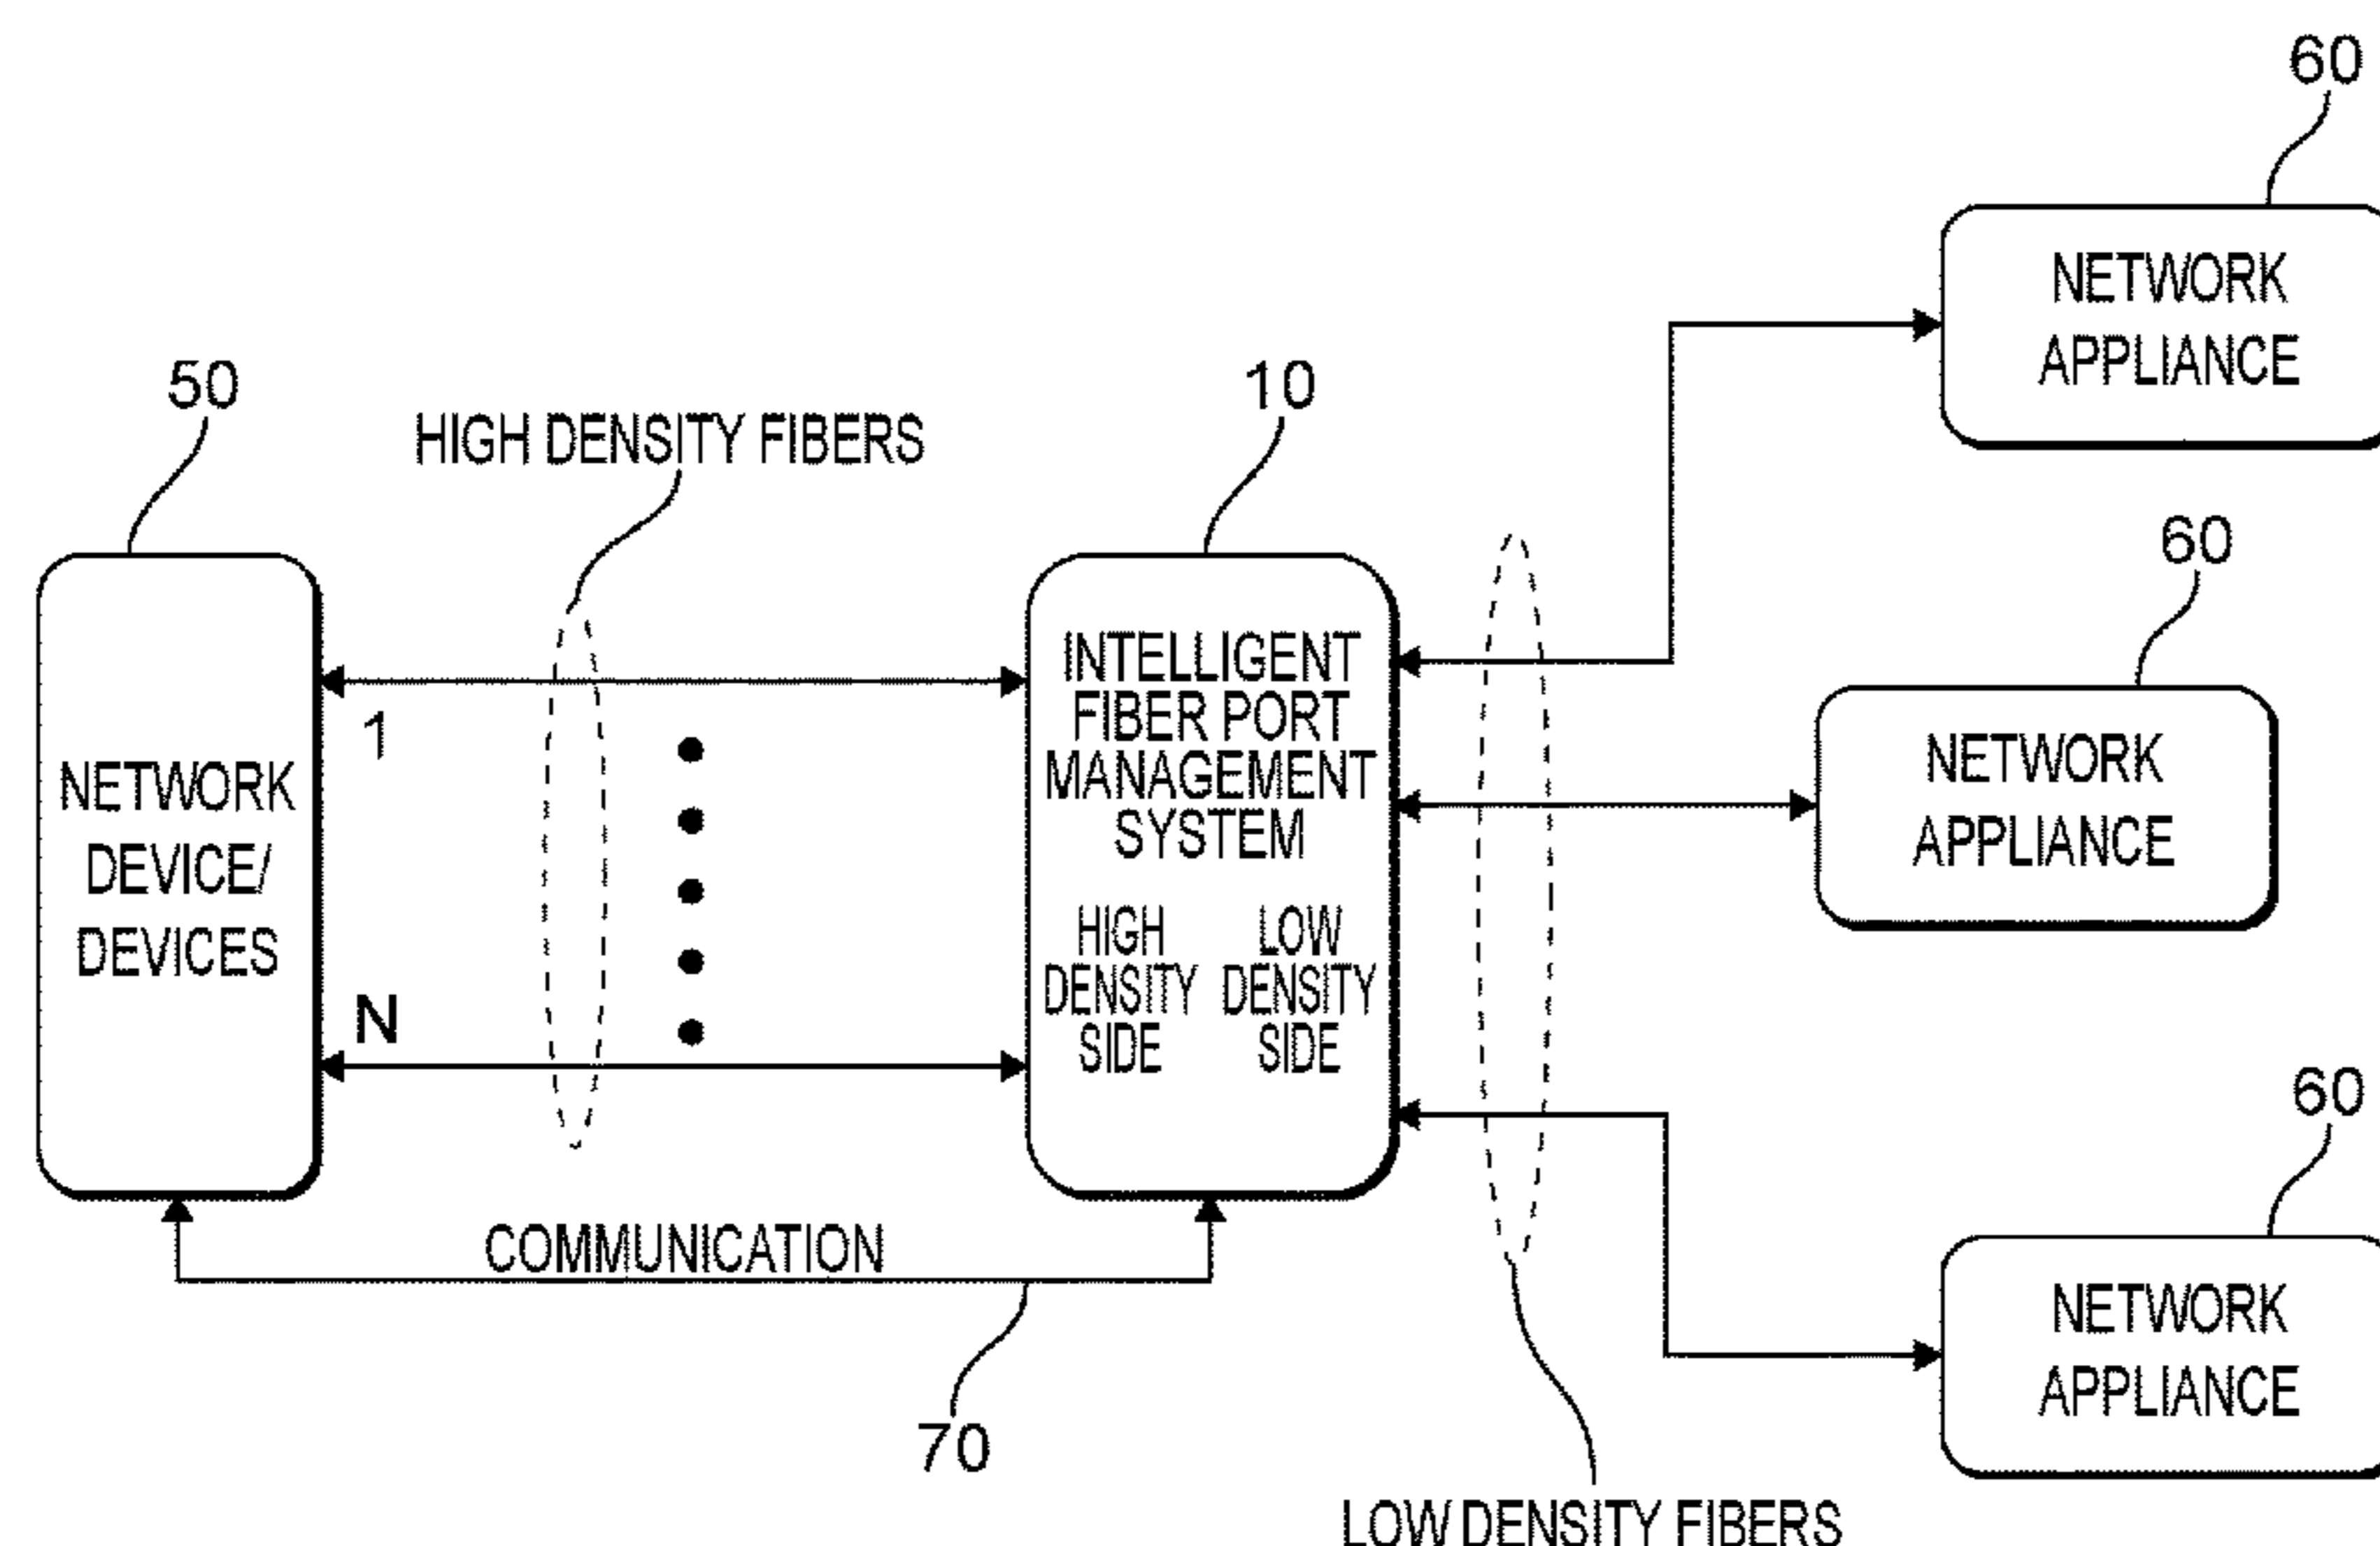 60
NETWORK
APPLIANCE
50
HIGH DENSITY FIBERS
10
60
NETWORK
APPLIANCE
1
N
NETWORK
DEVICE/
DEVICES
INTELLIGENT
FIBER PORT
MANAGEMENT
SYSTEM
HIGH
DENSITY
SIDE
LOW
DENSITY
SIDE
60
NETWORK
APPLIANCE
COMMUNICATION
70
LOW DENSITY FIBERS